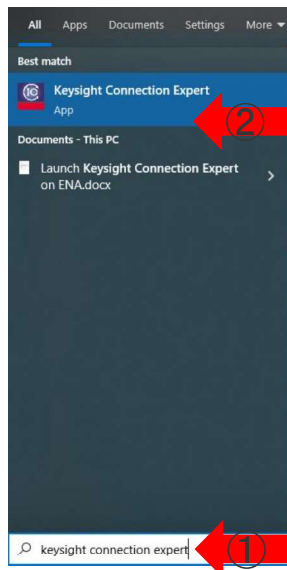 All Apps Documents Settings More
Best match
Keysight Connection Expert
App
②
Documents - This PC
Launch Keysight Connection Expert
on ENA.docx
keysight connection expert
①